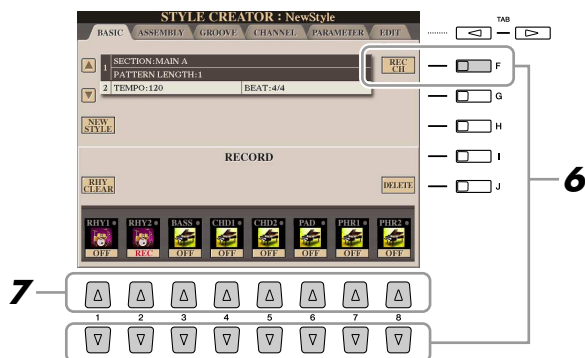 STYLE CREATOR : NewStyle
BASIC ASSEMBLY GROOVE CHANNEL PARAMETER EDIT
TAB
1 SECTION:MAIN A
PATTERN LENGTH:1
2 TEMPO:120 BEAT:4/4
REC
CH
F
G
NEW
STYLE
H
RECORD
I
RHY
CLEAR
DELETE
J
6
RHY1 RHY2 BASS CHD1 CHD2 PAD PHR1 PHR2
OFF REC OFF OFF OFF OFF OFF OFF
7
1 2 3 4 5 6 7 8